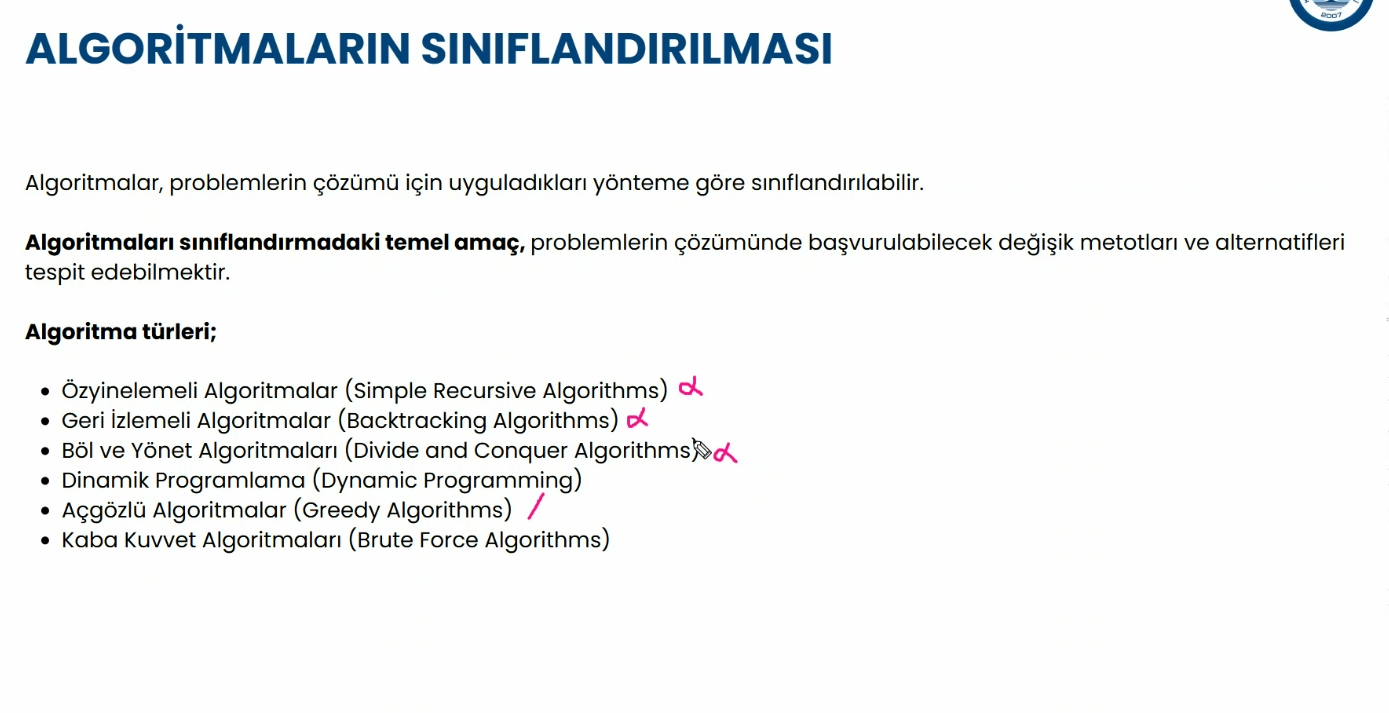 2007
ALGORİTMALARIN SINIFLANDIRILMASI
Algoritmalar, problemlerin çözümü için uyguladıkları yönteme göre sınıflandırılabilir.
Algoritmaları sınıflandırmadaki temel amaç, problemlerin çözümünde başvurulabilecek değişik metotları ve alternatifleri
tespit edebilmektir.
Algoritma türleri;
• Özyinelemeli Algoritmalar (Simple Recursive Algorithms) α
• Geri İzlemeli Algoritmalar (Backtracking Algorithms) α
• Böl ve Yönet Algoritmaları (Divide and Conquer Algorithms) α
• Dinamik Programlama (Dynamic Programming)
• Açgözlü Algoritmalar (Greedy Algorithms) /
• Kaba Kuvvet Algoritmaları (Brute Force Algorithms)